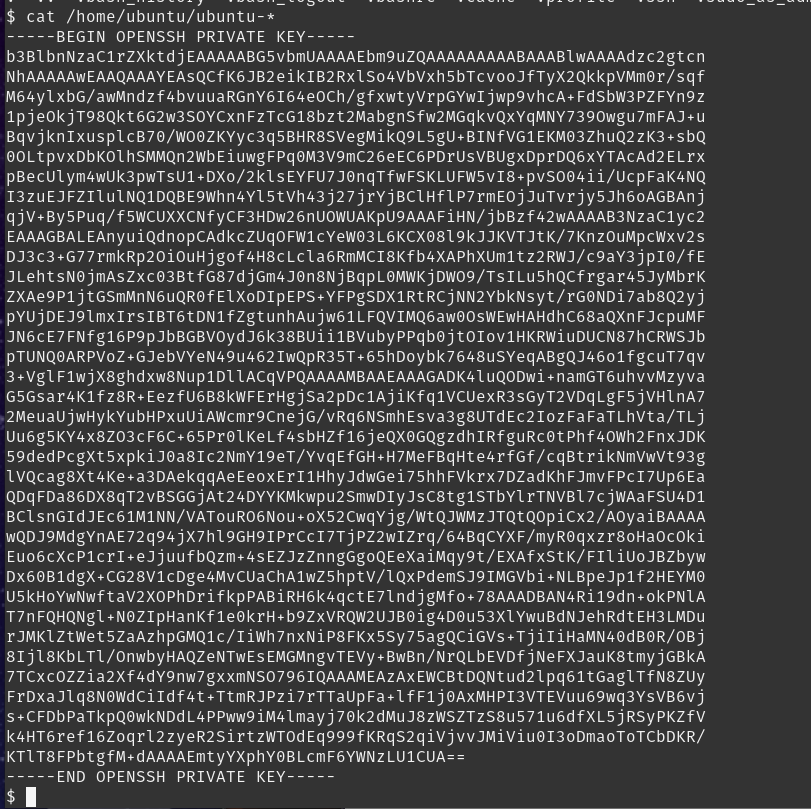 $ cat /home/ubuntu/ubuntu-*
-----BEGIN OPENSSH PRIVATE KEY-----
b3BlbnNzaC1rZXktdjEAAAAABG5vbmUAAAAEbm9uZQAAAAAAAAABAAABlwAAAAdzc2gtcn
NhAAAAAwEAAQAAAYEAsQCfK6JB2eikIB2RxlSo4VbVxh5bTcvooJfTyX2QkkpVMm0r/sqf
M64ylxbG/awMndzf4bvuuaRGnY6I64eOCh/gfxwtyVrpGYwIjwp9vhcA+FdSbW3PZFYn9z
1pjeOkjT98Qkt6G2w3SOYCxnFzTcG18bzt2MabgnSfw2MGqkvQxYqMNY739Owgu7mFAJ+u
BqvjknIxusplcB70/WO0ZKYyc3q5BHR8SVegMikQ9L5gU+BINfVG1EKM03ZhuQ2zK3+sbQ
0OLtpvxDbKOlhSMMQn2WbEiuwgFPq0M3V9mC26eEC6PDrUsVBUgxDprDQ6xYTAcAd2ELrx
pBecUlym4wUk3pwTsU1+DXo/2klsEYFU7J0nqTfwFSKLUFW5vI8+pvSO04ii/UcpFaK4NQ
I3zuEJFZIlulNQ1DQBE9Whn4Yl5tVh43j27jrYjBClHflP7rmEOjJuTvrjy5Jh6oAGBAnj
qjV+By5Puq/f5WCUXXCNfyCF3HDw26nUOWUAKpU9AAAFiHN/jbBzf42wAAAAB3NzaC1yc2
EAAAGBALEAnyuiQdnopCAdkcZUqOFW1cYeW03L6KCX08l9kJJKVTJtK/7KnzOuMpcWxv2s
DJ3c3+G77rmkRp2OiOuHjgof4H8cLcla6RmMCI8Kfb4XAPhXUm1tz2RWJ/c9aY3jpI0/fE
JLehtsN0jmAsZxc03BtfG87djGm4J0n8NjBqpL0MWKjDWO9/TsILu5hQCfrgar45JyMbrK
ZXAe9P1jtGSmMnN6uQR0fElXoDIpEPS+YFPgSDX1RtRCjNN2YbkNsyt/rG0NDi7ab8Q2yj
pYUjDEJ9lmxIrsIBT6tDN1fZgtunhAujw61LFQVIMQ6aw0OsWEwHAHdhC68aQXnFJcpuMF
JN6cE7FNfg16P9pJbBGBVOydJ6k38BUii1BVubyPPqb0jtOIov1HKRWiuDUCN87hCRWSJb
pTUNQ0ARPVoZ+GJebVYeN49u462IwQpR35T+65hDoybk7648uSYeqABgQJ46o1fgcuT7qv
3+VglF1wjX8ghdxw8Nup1DllACqVPQAAAAMBAAEAAAGADK4luQODwi+namGT6uhvvMzyva
G5Gsar4K1fz8R+EezfU6B8kWFErHgjSa2pDc1AjiKfq1VCUexR3sGyT2VDqLgF5jVHlnA7
2MeuaUjwHykYubHPxuUiAWcmr9CnejG/vRq6NSmhEsva3g8UTdEc2IozFaFaTLhVta/TLj
Uu6g5KY4x8ZO3cF6C+65Pr0lKeLf4sbHZf16jeQX0GQgzdhIRfguRc0tPhf4OWh2FnxJDK
59dedPcgXt5xpkiJ0a8Ic2NmY19eT/YvqEfGH+H7MeFBqHte4rfGf/cqBtrikNmVwVt93g
lVQcag8Xt4Ke+a3DAekqqAeEeoxErI1HhyJdwGei75hhFVkrx7DZadKhFJmvFPcI7Up6Ea
QDqFDa86DX8qT2vBSGGjAt24DYYKMkwpu2SmwDIyJsC8tg1STbYlrTNVBl7cjWAaFSU4D1
BClsnGIdJEc61M1NN/VATouRO6Nou+oX52CwqYjg/WtQJWMzJTQtQOpiCx2/AOyaiBAAAA
wQDJ9MdgYnAE72q94jX7hl9GH9IPrCcI7TjPZ2wIZrq/64BqCYXF/myR0qxzr8oHaOcOki
Euo6cXcP1crI+eJjuufbQzm+4sEZJzZnngGgoQEeXaiMqy9t/EXAfxStK/FIliUoJBZbyw
Dx60B1dgX+CG28V1cDge4MvCUaChA1wZ5hptV/lQxPdemSJ9IMGVbi+NLBpeJp1f2HEYM0
U5kHoYwNwftaV2XOPhDrifkpPABiRH6k4qctE7lndjgMfo+78AAADBAN4Ri19dn+okPNlA
T7nFQHQNgl+N0ZIpHanKf1e0krH+b9ZxVRQW2UJB0ig4D0u53XlYwuBdNJehRdtEH3LMDu
rJMKlZtWet5ZaAzhpGMQ1c/IiWh7nxNiP8FKx5Sy75agQCiGVs+TjiIiHaMN40dB0R/OBj
8Ijl8KbLTl/OnwbyHAQZeNTwEsEMGMngvTEVy+BwBn/NrQLbEVDfjNeFXJauK8tmyjGBkA
7TCxcOZZia2Xf4dY9nw7gxxmNSO796IQAAAMEAzAxEWCBtDQNtud2lpq61tGaglTfN8ZUy
FrDxaJlq8N0WdCiIdf4t+TtmRJPzi7rTTaUpFa+lfF1j0AxMHPI3VTEVuu69wq3YsVB6vj
s+CFDbPaTkpQ0wkNDdL4PPww9iM4lmayj70k2dMuJ8zWSZTzS8u571u6dfXL5jRSyPKZfV
k4HT6ref16Zoqrl2zyeR2SirtzWTOdEq999fKRqS2qiVjvvJMiViu0I3oDmaoToTCbDKR/
KTlT8FPbtgfM+dAAAAEmtyYXphY0BLcmF6YWNzLU1CUA==
-----END OPENSSH PRIVATE KEY-----
$